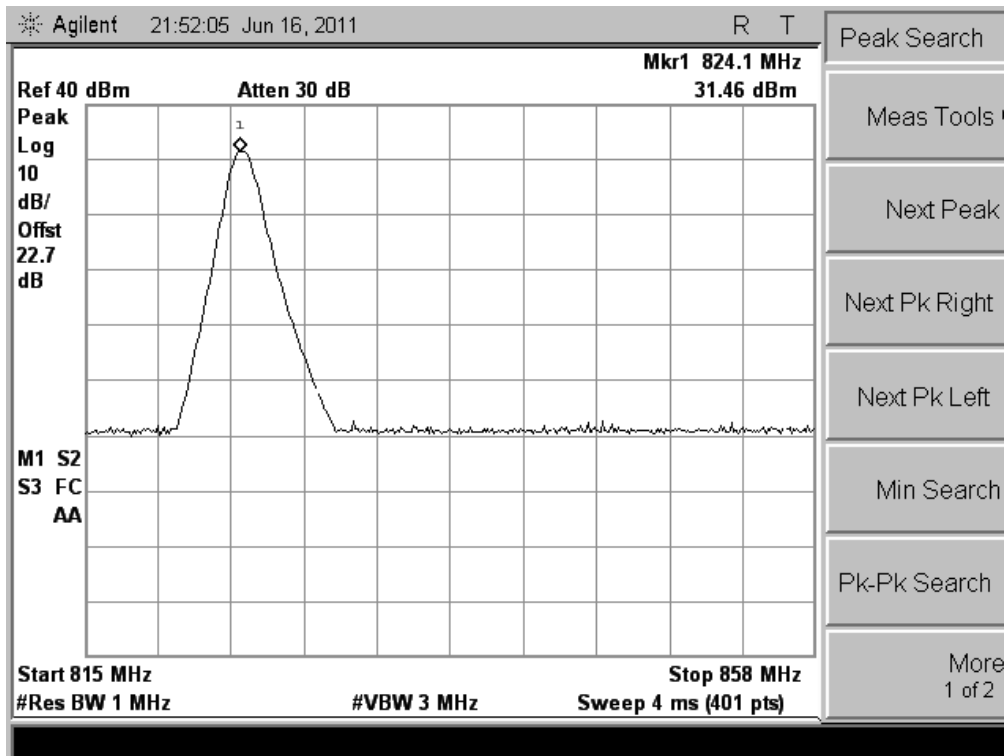 Agilent 21:52:05 Jun 16, 2011 R T
Peak Search
Mkr1 824.1 MHz
Ref 40 dBm Atten 30 dB 31.46 dBm
Peak
Log
10
dB/
Offst
22.7
dB
1
M1 S2
S3 FC
AA
Start 815 MHz Stop 858 MHz
#Res BW 1 MHz #VBW 3 MHz Sweep 4 ms (401 pts)
Meas Tools
Next Peak
Next Pk Right
Next Pk Left
Min Search
Pk-Pk Search
More
1 of 2